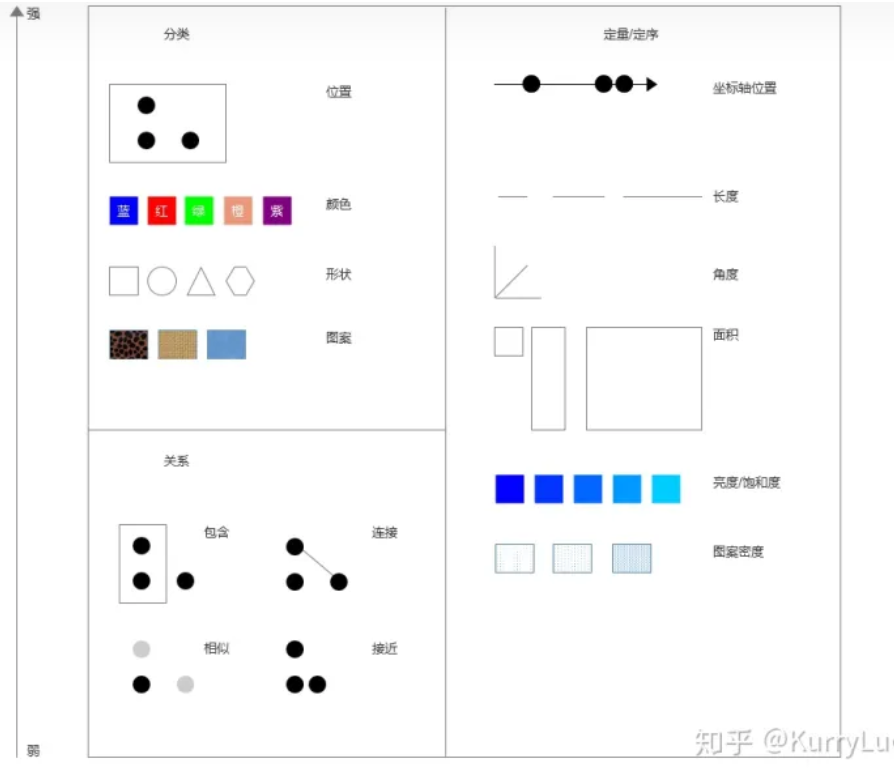 强
分类
定量/定序
位置
坐标轴位置
蓝 红 绿 橙 紫
颜色
长度
形状
角度
图案
面积
关系
亮度/饱和度
包含
连接
图案密度
相似
接近
弱
知乎 @KurryLuo